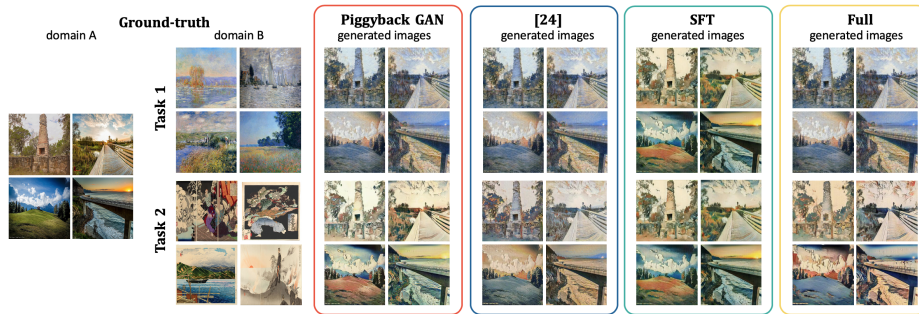 Ground-truth
domain A
domain B
Task 1
Task 2
Piggyback GAN
generated images
[24]
generated images
SFT
generated images
Full
generated images